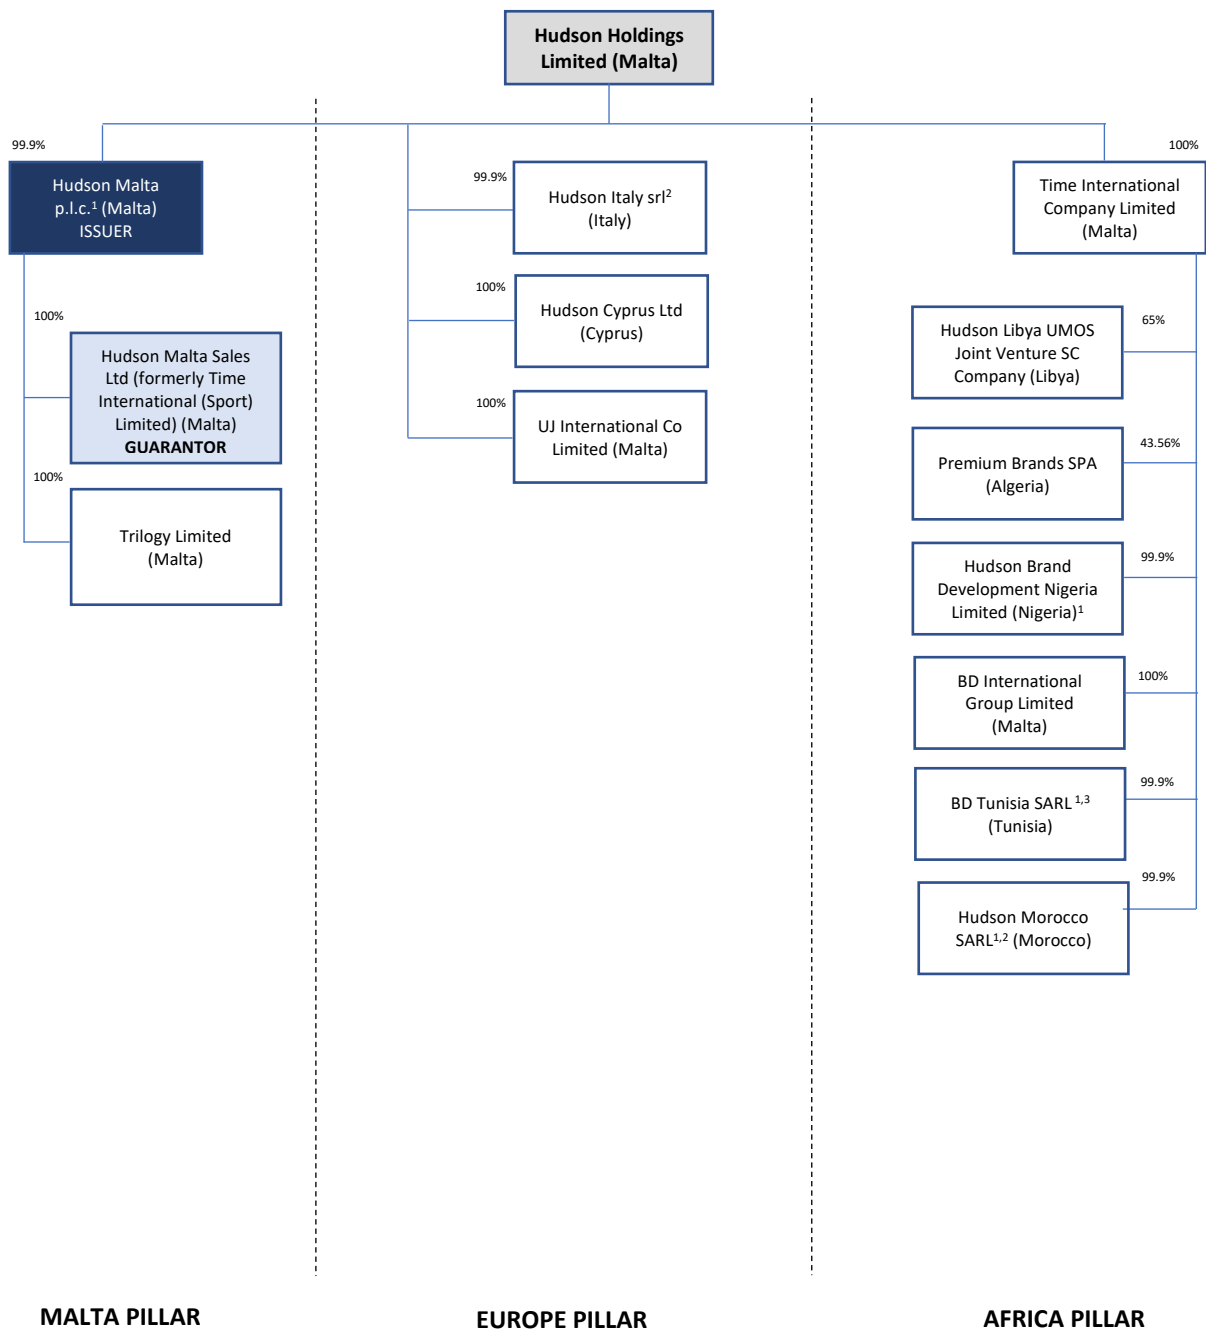 Hudson Holdings
Limited (Malta)
99.9%
Hudson Malta
p.l.c.¹ (Malta)
ISSUER
100%
Hudson Malta Sales
Ltd (formerly Time
International (Sport)
Limited) (Malta)
GUARANTOR
100%
Trilogy Limited
(Malta)
99.9%
Hudson Italy srl²
(Italy)
100%
Hudson Cyprus Ltd
(Cyprus)
100%
UJ International Co
Limited (Malta)
100%
Time International
Company Limited
(Malta)
65%
Hudson Libya UMOS
Joint Venture SC
Company (Libya)
43.56%
Premium Brands SPA
(Algeria)
99.9%
Hudson Brand
Development Nigeria
Limited (Nigeria)¹
100%
BD International
Group Limited
(Malta)
99.9%
BD Tunisia SARL ¹,³
(Tunisia)
99.9%
Hudson Morocco
SARL¹,² (Morocco)
MALTA PILLAR
EUROPE PILLAR
AFRICA PILLAR